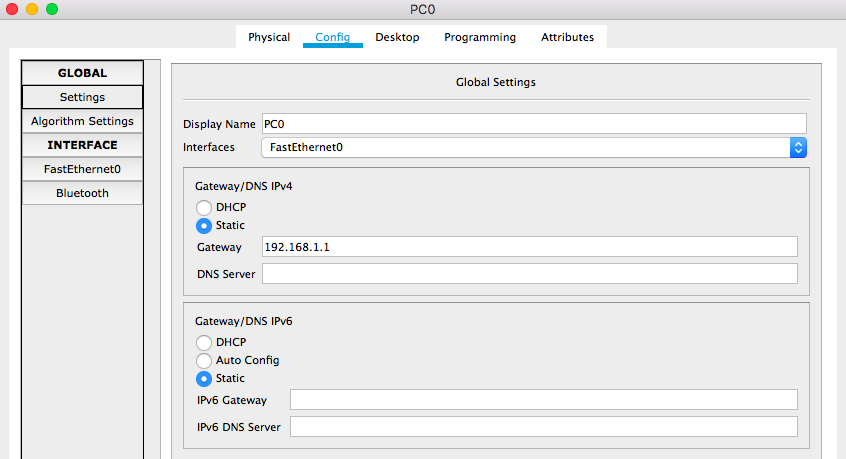 PC0
Physical Config Desktop Programming Attributes
GLOBAL
Settings
Algorithm Settings
INTERFACE
FastEthernet0
Bluetooth
Global Settings
Display Name PC0
Interfaces FastEthernet0
Gateway/DNS IPv4
DHCP
Static
Gateway 192.168.1.1
DNS Server
Gateway/DNS IPv6
DHCP
Auto Config
Static
IPv6 Gateway
IPv6 DNS Server